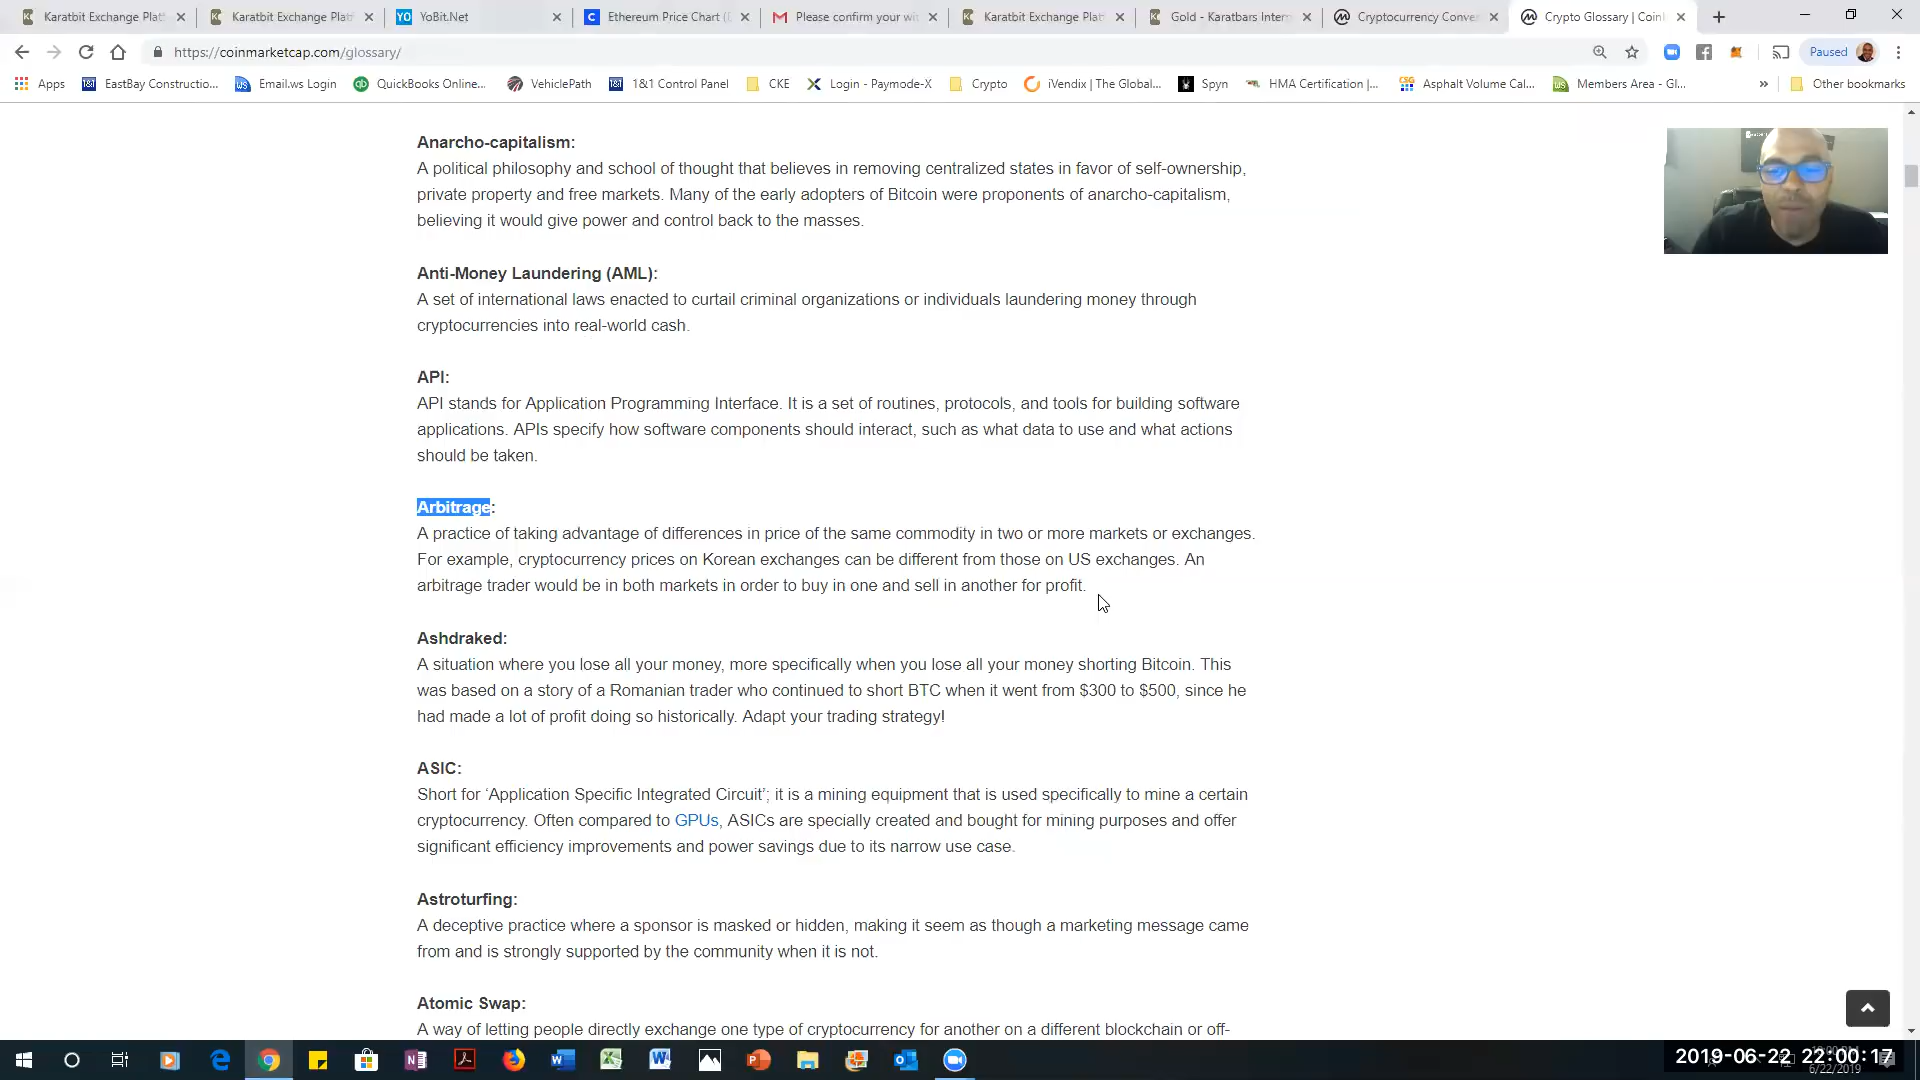 Karatbit Exchange Plat
Karatbit Exchange Platf
YoBit.Net
Ethereum Price Chart (
Please confirm your wit
Karatbit Exchange Plat
Gold - Karatbars Intern
Cryptocurrency Conver
Crypto Glossary | CoinM
https://coinmarketcap.com/glossary/
Paused
Apps
EastBay Constructio...
Email.ws Login
QuickBooks Online...
VehiclePath
1&1 Control Panel
CKE
Login - Paymode-X
Crypto
iVendix | The Global...
Spyn
HMA Certification |...
Asphalt Volume Cal...
Members Area - Gl...
»
Other bookmarks
Anarcho-capitalism:
A political philosophy and school of thought that believes in removing centralized states in favor of self-ownership,
private property and free markets. Many of the early adopters of Bitcoin were proponents of anarcho-capitalism,
believing it would give power and control back to the masses.
Anti-Money Laundering (AML):
A set of international laws enacted to curtail criminal organizations or individuals laundering money through
cryptocurrencies into real-world cash.
API:
API stands for Application Programming Interface. It is a set of routines, protocols, and tools for building software
applications. APIs specify how software components should interact, such as what data to use and what actions
should be taken.
Arbitrage:
A practice of taking advantage of differences in price of the same commodity in two or more markets or exchanges.
For example, cryptocurrency prices on Korean exchanges can be different from those on US exchanges. An
arbitrage trader would be in both markets in order to buy in one and sell in another for profit.
Ashdraked:
A situation where you lose all your money, more specifically when you lose all your money shorting Bitcoin. This
was based on a story of a Romanian trader who continued to short BTC when it went from $300 to $500, since he
had made a lot of profit doing so historically. Adapt your trading strategy!
ASIC:
Short for ‘Application Specific Integrated Circuit’; it is a mining equipment that is used specifically to mine a certain
cryptocurrency. Often compared to GPUs, ASICs are specially created and bought for mining purposes and offer
significant efficiency improvements and power savings due to its narrow use case.
Astroturfing:
A deceptive practice where a sponsor is masked or hidden, making it seem as though a marketing message came
from and is strongly supported by the community when it is not.
Atomic Swap:
A way of letting people directly exchange one type of cryptocurrency for another on a different blockchain or off-
2019-06-22 22:00:17
6/22/2019